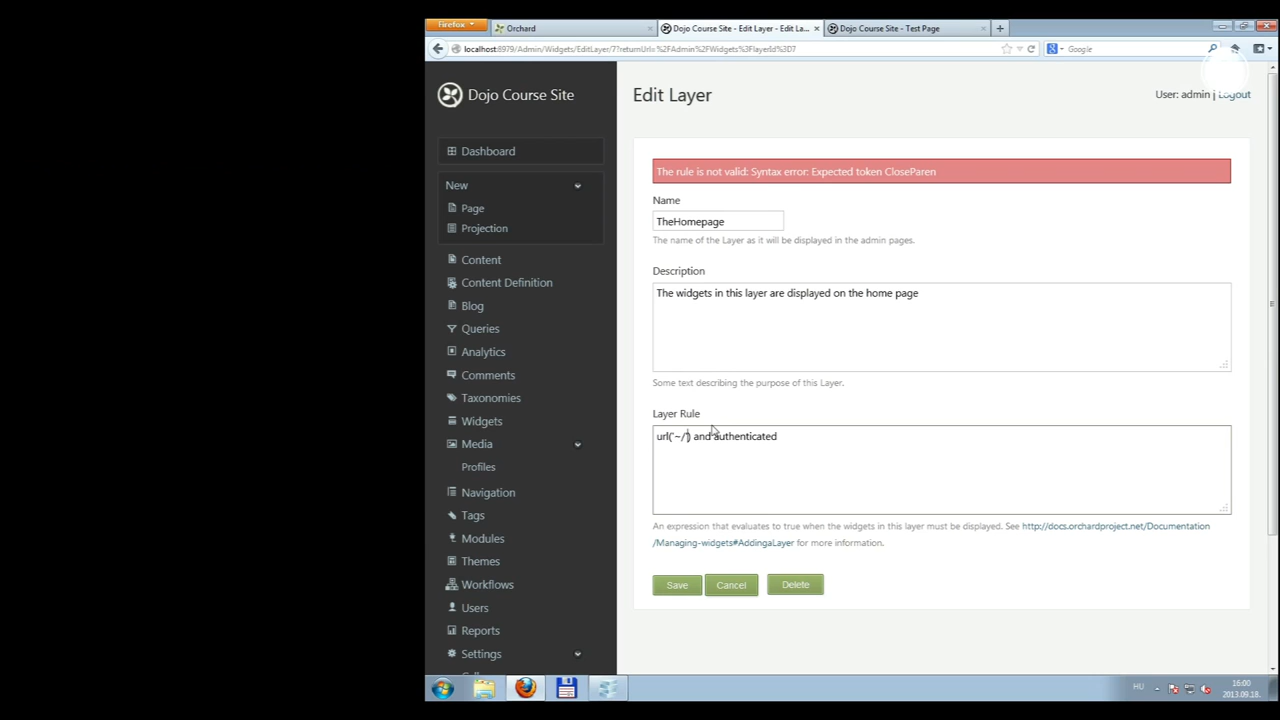 Firefox
Orchard
Dojo Course Site - Edit Layer - Edit La...
Dojo Course Site - Test Page
Google
Dojo Course Site
Edit Layer
User: admin | Logout
Dashboard
New
Page
Projection
Content
Content Definition
Blog
Queries
Analytics
Comments
Taxonomies
Widgets
Media
Profiles
Navigation
Tags
Modules
Themes
Workflows
Users
Reports
Settings
The rule is not valid: Syntax error: Expected token CloseParen
Name
TheHomepage
The name of the Layer as it will be displayed in the admin pages.
Description
The widgets in this layer are displayed on the home page
Some text describing the purpose of this Layer.
Layer Rule
url('~/') and authenticated
An expression that evaluates to true when the widgets in this layer must be displayed. See http://docs.orchardproject.net/Documentation
/Managing-widgets#AddingaLayer for more information.
Save
Cancel
Delete
HU
16:00
2013.09.18.